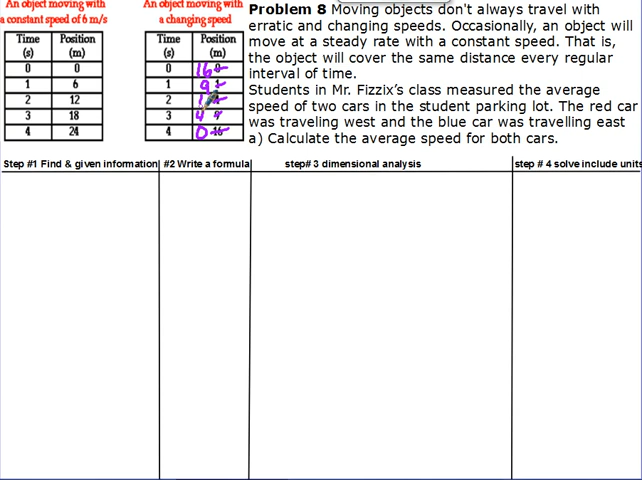 An object moving with
a constant speed of 6 m/s
Time (s) Position (m)
0 0
1 6
2 12
3 18
4 24
An object moving with
a changing speed
Time (s) Position (m)
0 16
1 9
2 1
3 4
4 0
Problem 8 Moving objects don't always travel with
erratic and changing speeds. Occasionally, an object will
move at a steady rate with a constant speed. That is,
the object will cover the same distance every regular
interval of time.
Students in Mr. Fizzix's class measured the average
speed of two cars in the student parking lot. The red car
was traveling west and the blue car was travelling east
a) Calculate the average speed for both cars.
Step #1 Find & given information #2 Write a formula step# 3 dimensional analysis step # 4 solve include units